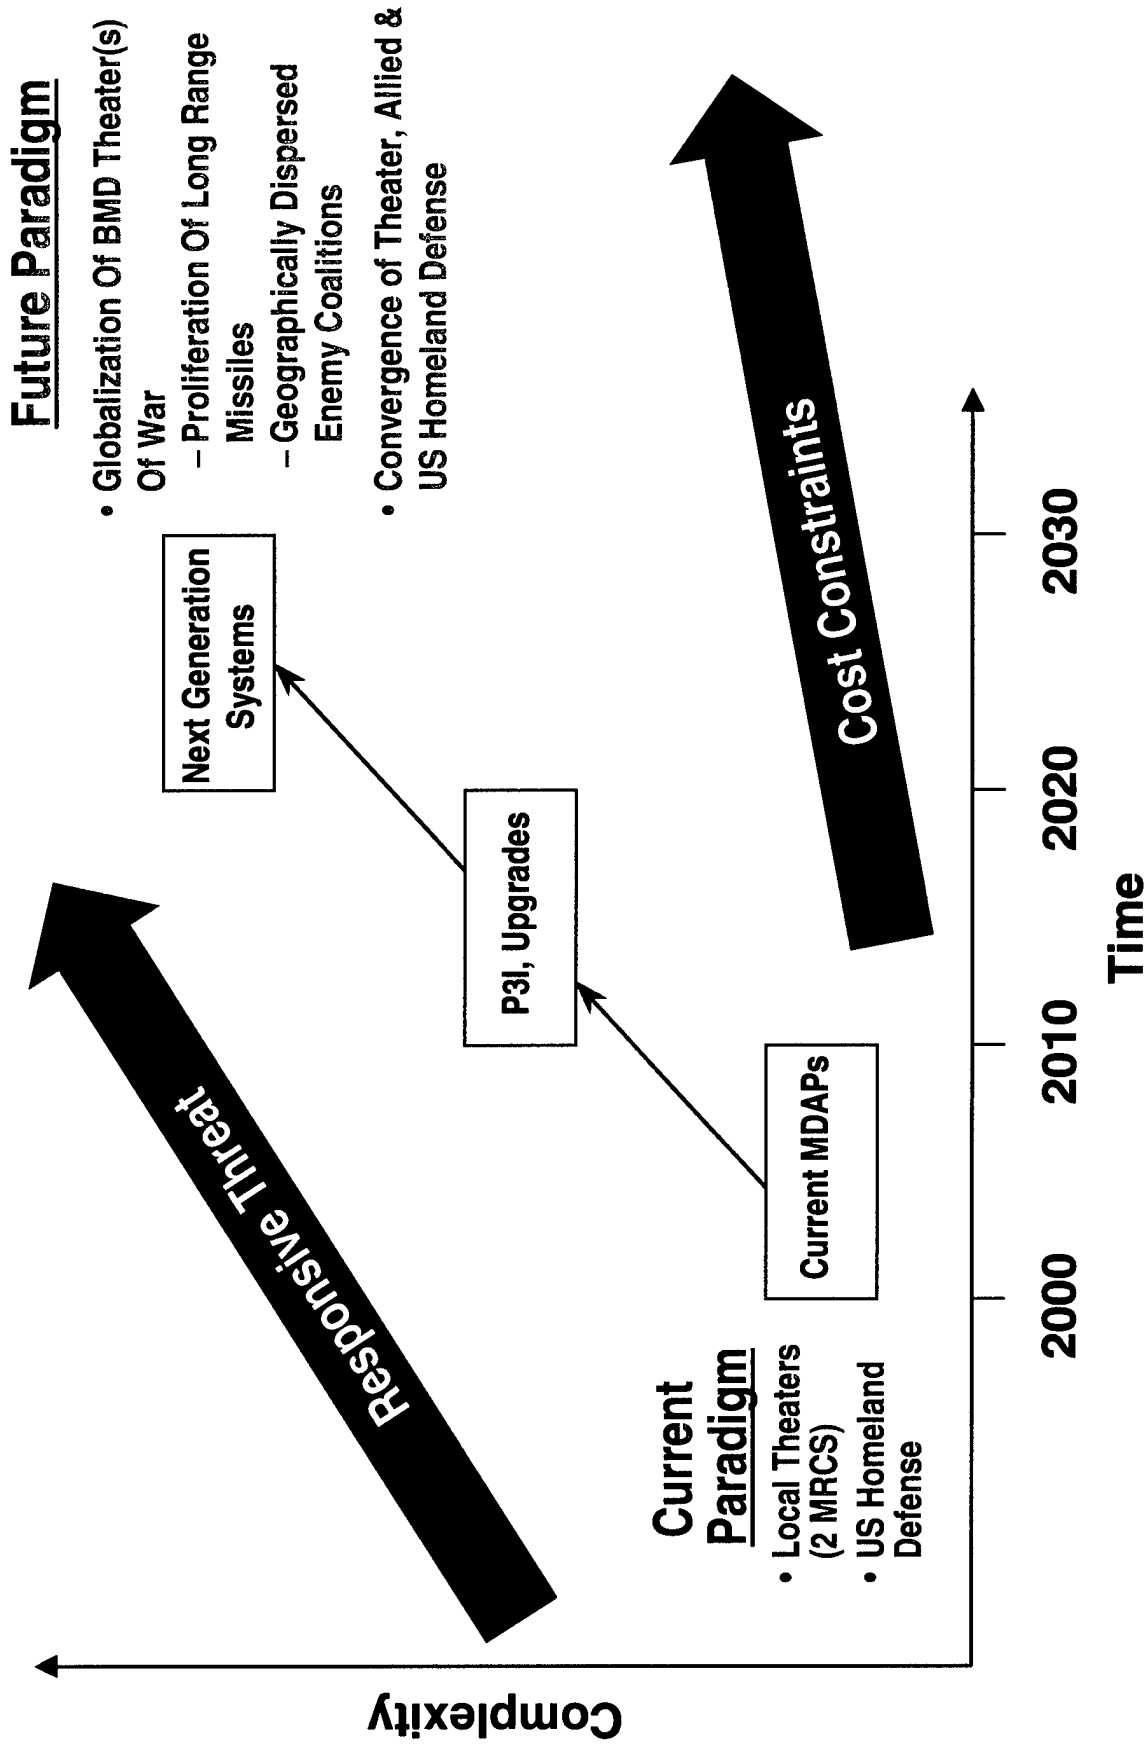 Future Paradigm
• Globalization Of BMD Theater(s)
Of War
– Proliferation Of Long Range
Missiles
– Geographically Dispersed
Enemy Coalitions
• Convergence of Theater, Allied &
US Homeland Defense
Responsive Threat
Next Generation
Systems
P3I, Upgrades
Current MDAPs
Current
Paradigm
• Local Theaters
(2 MRCS)
• US Homeland
Defense
Cost Constraints
Complexity
2000 2010 2020 2030
Time